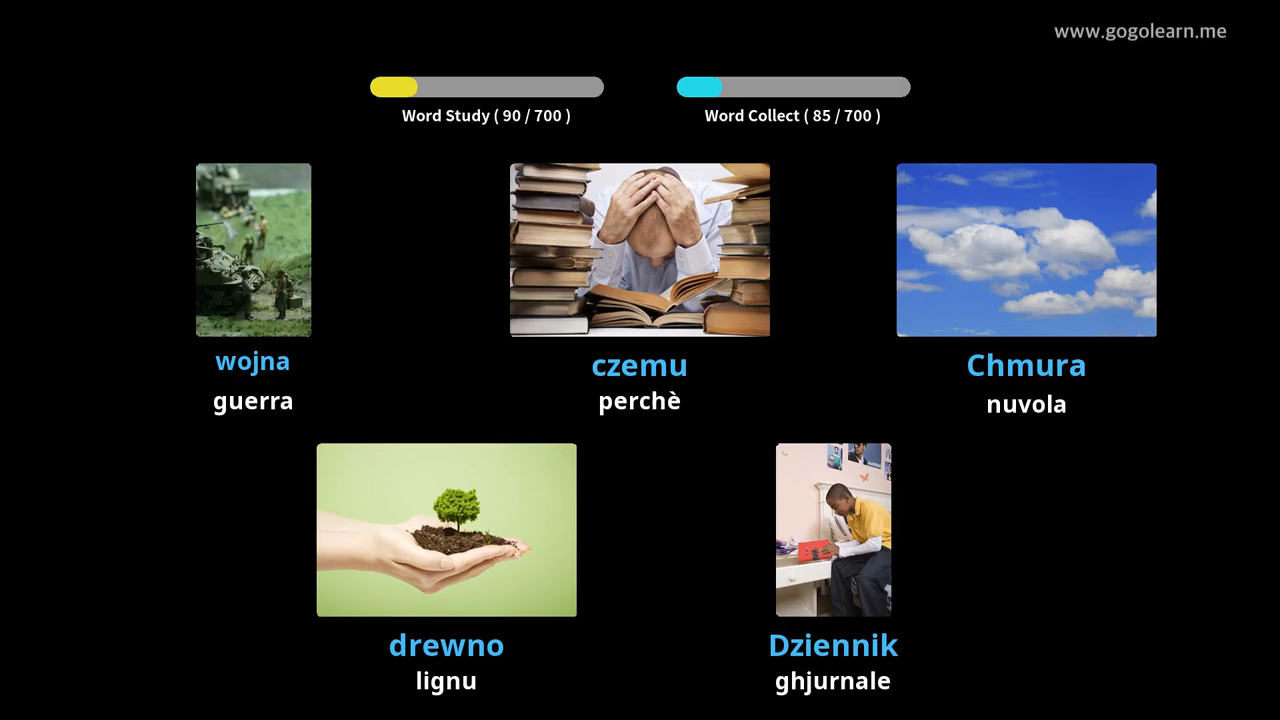 www.gogolearn.me
Word Study ( 90 / 700 )
Word Collect ( 85 / 700 )
wojna
guerra
czemu
perchè
Chmura
nuvola
drewno
lignu
Dziennik
ghjurnale